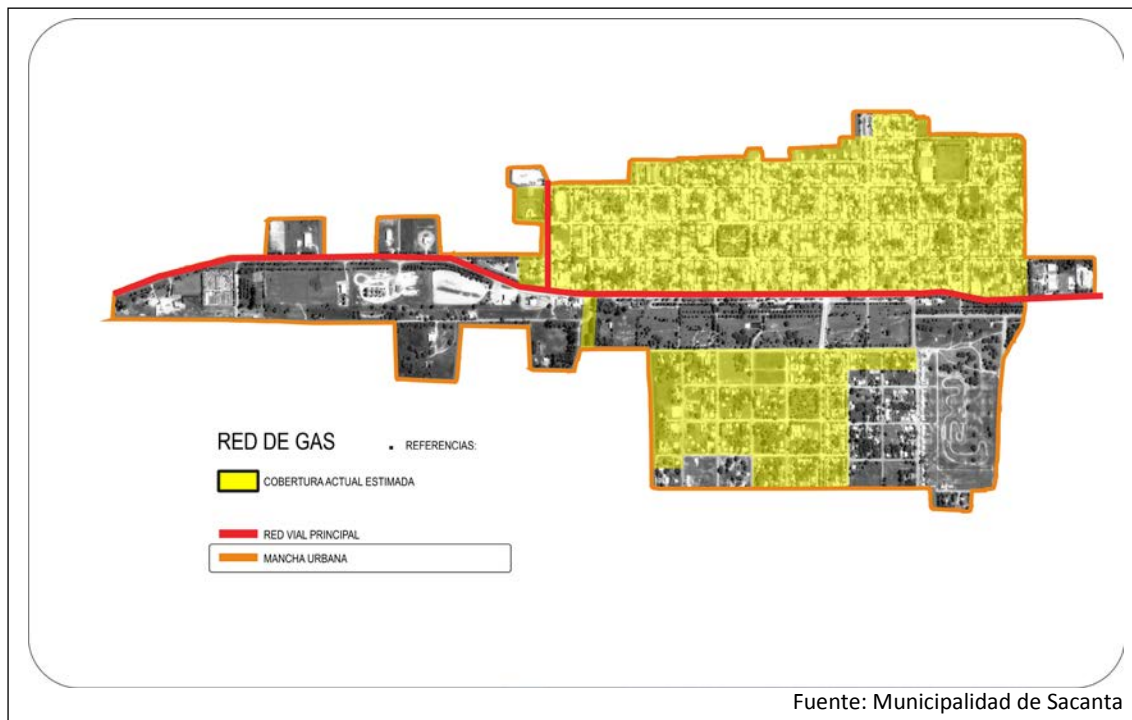 RED DE GAS
. REFERENCIAS:
COBERTURA ACTUAL ESTIMADA
RED VIAL PRINCIPAL
MANCHA URBANA
Fuente: Municipalidad de Sacanta